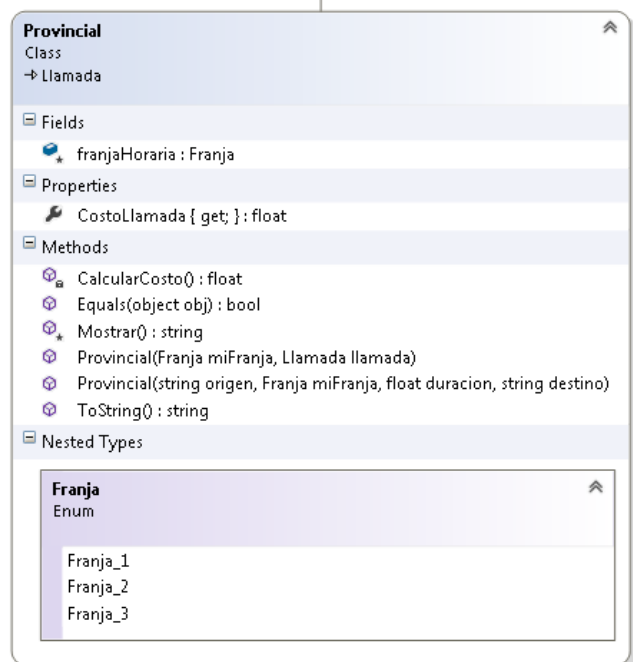 Provincial
Class
Llamada
Fields
franjaHoraria : Franja
Properties
CostoLlamada { get; } : float
Methods
CalcularCosto() : float
Equals(object obj) : bool
Mostrar() : string
Provincial(Franja miFranja, Llamada llamada)
Provincial(string origen, Franja miFranja, float duracion, string destino)
ToString() : string
Nested Types
Franja
Enum
Franja_1
Franja_2
Franja_3